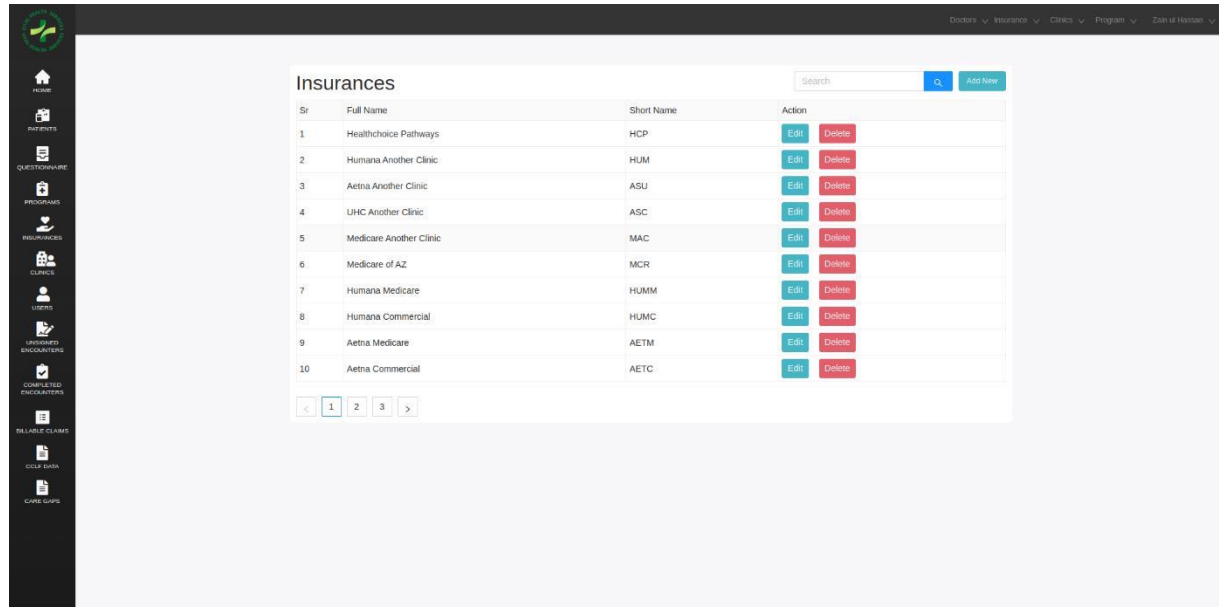 Doctors Insurance Clinics Program Zain ul Hassan
HOME
PATIENTS
QUESTIONNAIRE
PROGRAMS
INSURANCES
CLINICS
USERS
UNSIGNED
ENCOUNTERS
COMPLETED
ENCOUNTERS
BILLABLE CLAIMS
CCLF DATA
CARE GAPS
Insurances
Search
Add New
Sr Full Name Short Name Action
1 Healthchoice Pathways HCP Edit Delete
2 Humana Another Clinic HUM Edit Delete
3 Aetna Another Clinic ASU Edit Delete
4 UHC Another Clinic ASC Edit Delete
5 Medicare Another Clinic MAC Edit Delete
6 Medicare of AZ MCR Edit Delete
7 Humana Medicare HUMM Edit Delete
8 Humana Commercial HUMC Edit Delete
9 Aetna Medicare AETM Edit Delete
10 Aetna Commercial AETC Edit Delete
< 1 2 3 >